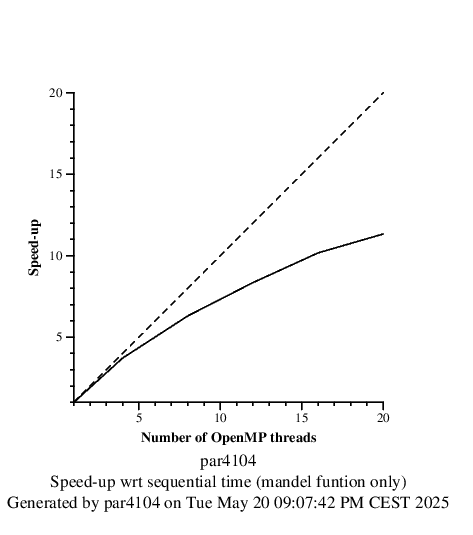 20
15
10
5
Speed-up
5 10 15 20
Number of OpenMP threads
par4104
Speed-up wrt sequential time (mandel funtion only)
Generated by par4104 on Tue May 20 09:07:42 PM CEST 2025